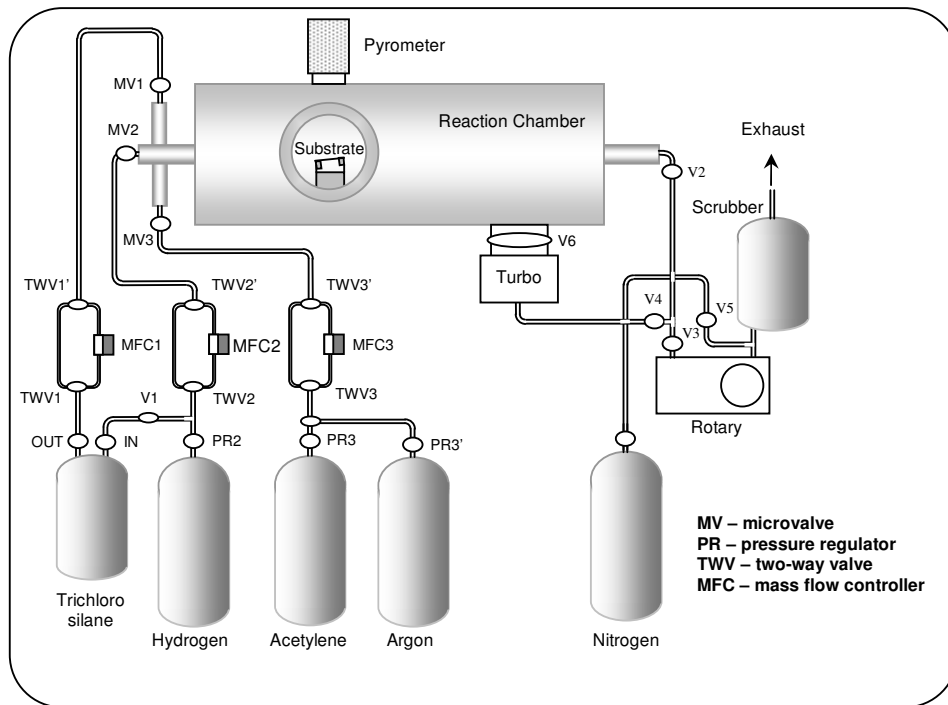 Pyrometer
MV1
Reaction Chamber
Exhaust
MV2
Substrate
V2
Scrubber
MV3
V6
TWV1’
TWV2’
TWV3’
Turbo
V4
V5
MFC1
MFC2
MFC3
V3
TWV1
V1
TWV2
TWV3
Rotary
OUT
IN
PR2
PR3
PR3’
MV – microvalve
PR – pressure regulator
TWV – two-way valve
MFC – mass flow controller
Trichloro
silane
Hydrogen
Acetylene
Argon
Nitrogen